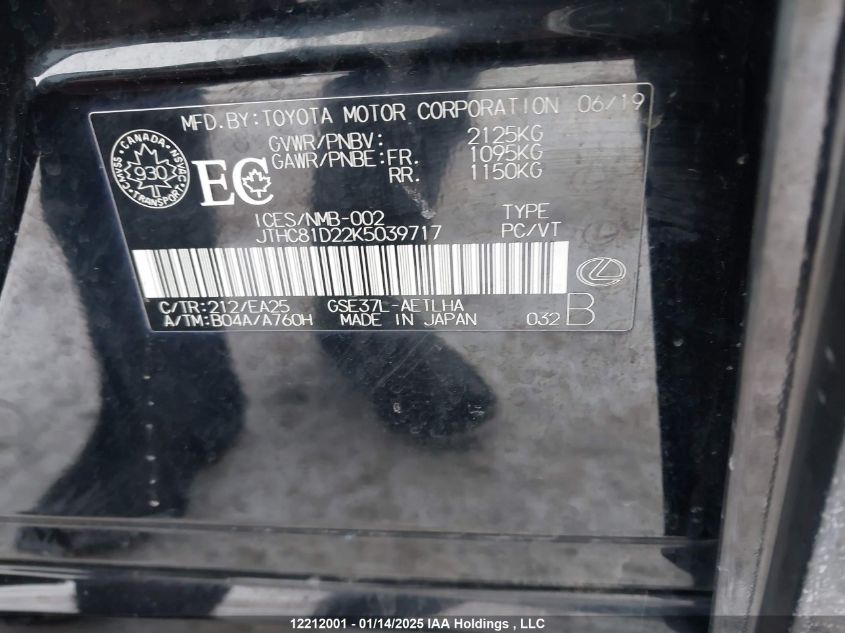 MFD.BY:TOYOTA MOTOR CORPORATION 06/19
GVWR/PNBV: 2125KG
GAWR/PNBE:FR. 1095KG
RR. 1150KG
CANADA
CMVSS 930 NSVAC
TRANSPORT
EC
ICES/NMB-002 TYPE
JTHC81D22K5039717 PC/VT
C/TR:212/EA25 GSE37L-AETLHA
A/TM:B04A/A760H MADE IN JAPAN 032 B
12212001 - 01/14/2025 IAA Holdings , LLC